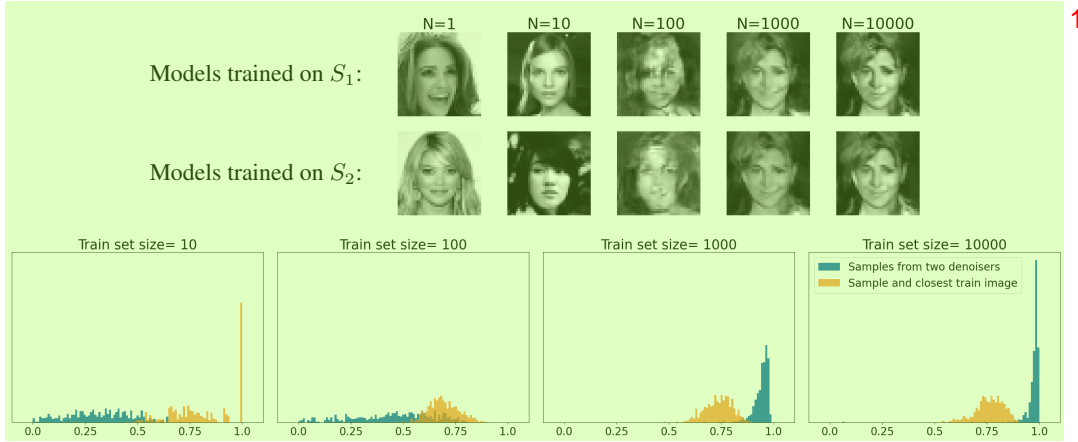 1
N=1 N=10 N=100 N=1000 N=10000
Models trained on S₁:
Models trained on S₂:
Train set size= 10 Train set size= 100 Train set size= 1000 Train set size= 10000
Samples from two denoisers
Sample and closest train image
0.0 0.25 0.5 0.75 1.0 0.0 0.25 0.5 0.75 1.0 0.0 0.25 0.5 0.75 1.0 0.0 0.25 0.5 0.75 1.0